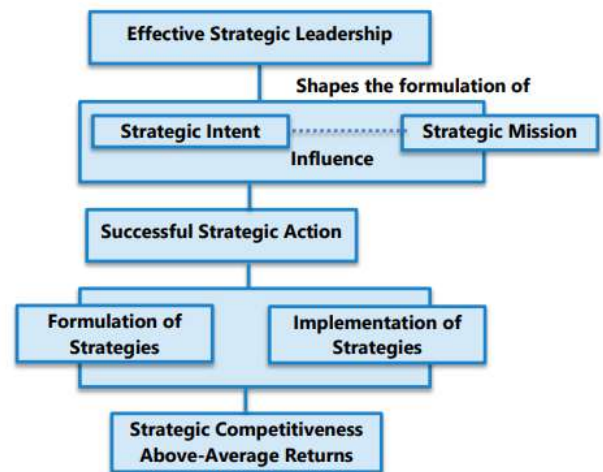 Effective Strategic Leadership
Shapes the formulation of
Strategic Intent
Strategic Mission
Influence
Successful Strategic Action
Formulation of
Strategies
Implementation of
Strategies
Strategic Competitiveness
Above-Average Returns